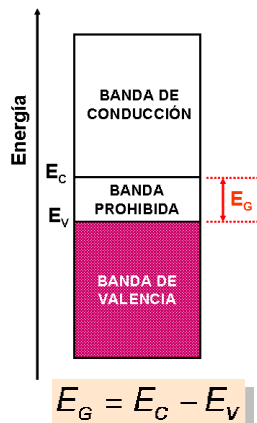 Energía
BANDA DE
CONDUCCIÓN
E_C
BANDA
PROHIBIDA
E_G
E_V
BANDA DE
VALENCIA
E_G = E_C − E_V